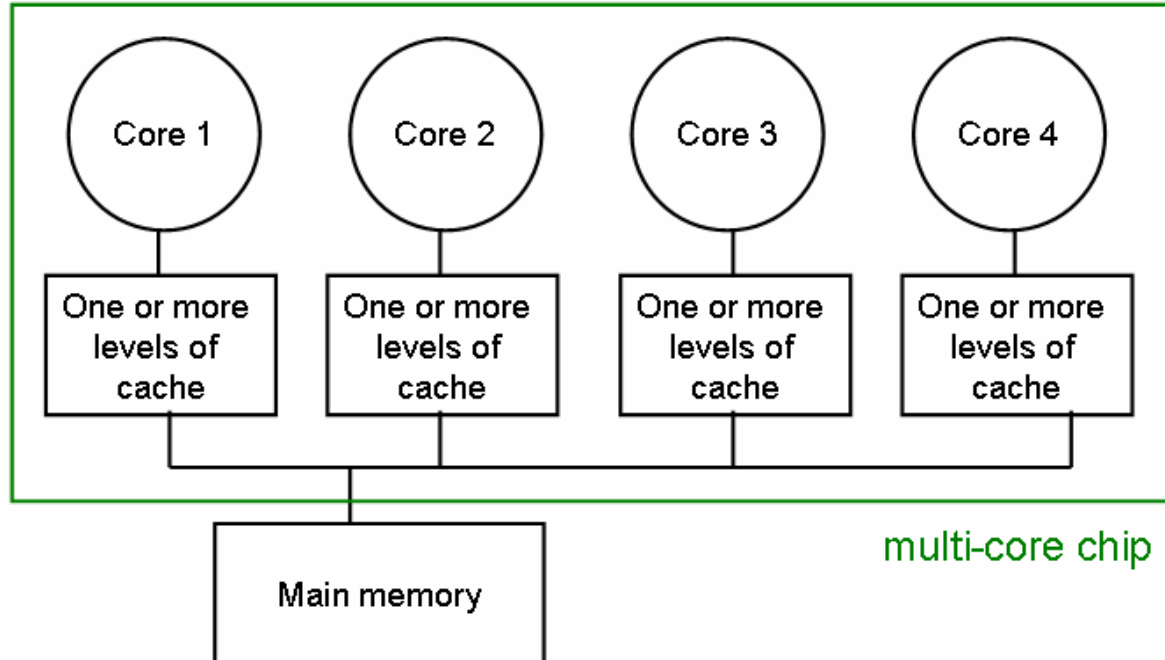 Core 1
Core 2
Core 3
Core 4
One or more
levels of
cache
One or more
levels of
cache
One or more
levels of
cache
One or more
levels of
cache
multi-core chip
Main memory